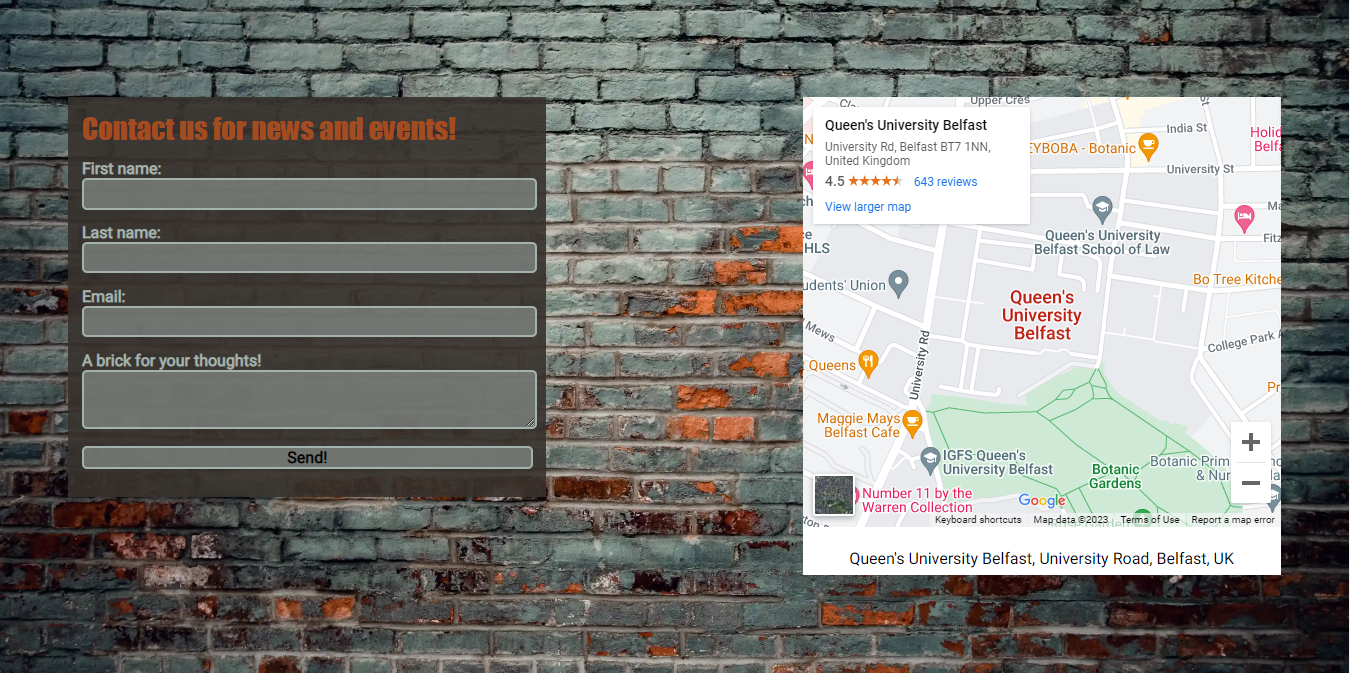 Contact us for news and events!
First name:
Last name:
Email:
A brick for your thoughts!
Send!
Upper Cres
Queen's University Belfast
University Rd, Belfast BT7 1NN,
United Kingdom
4.5 643 reviews
View larger map
India St
EYBOBA - Botanic
University St
Queen's University
Belfast School of Law
HLS
Students' Union
Bo Tree Kitche
Queen's
University
Belfast
Mews
University Rd
College Park A
Queens
Maggie Mays
Belfast Cafe
IGFS Queen's
University Belfast
Botanic
Gardens
Botanic Prim
& Nur
Number 11 by the
Warren Collection
Google
Keyboard shortcuts Map data ©2023 Terms of Use Report a map error
Queen's University Belfast, University Road, Belfast, UK